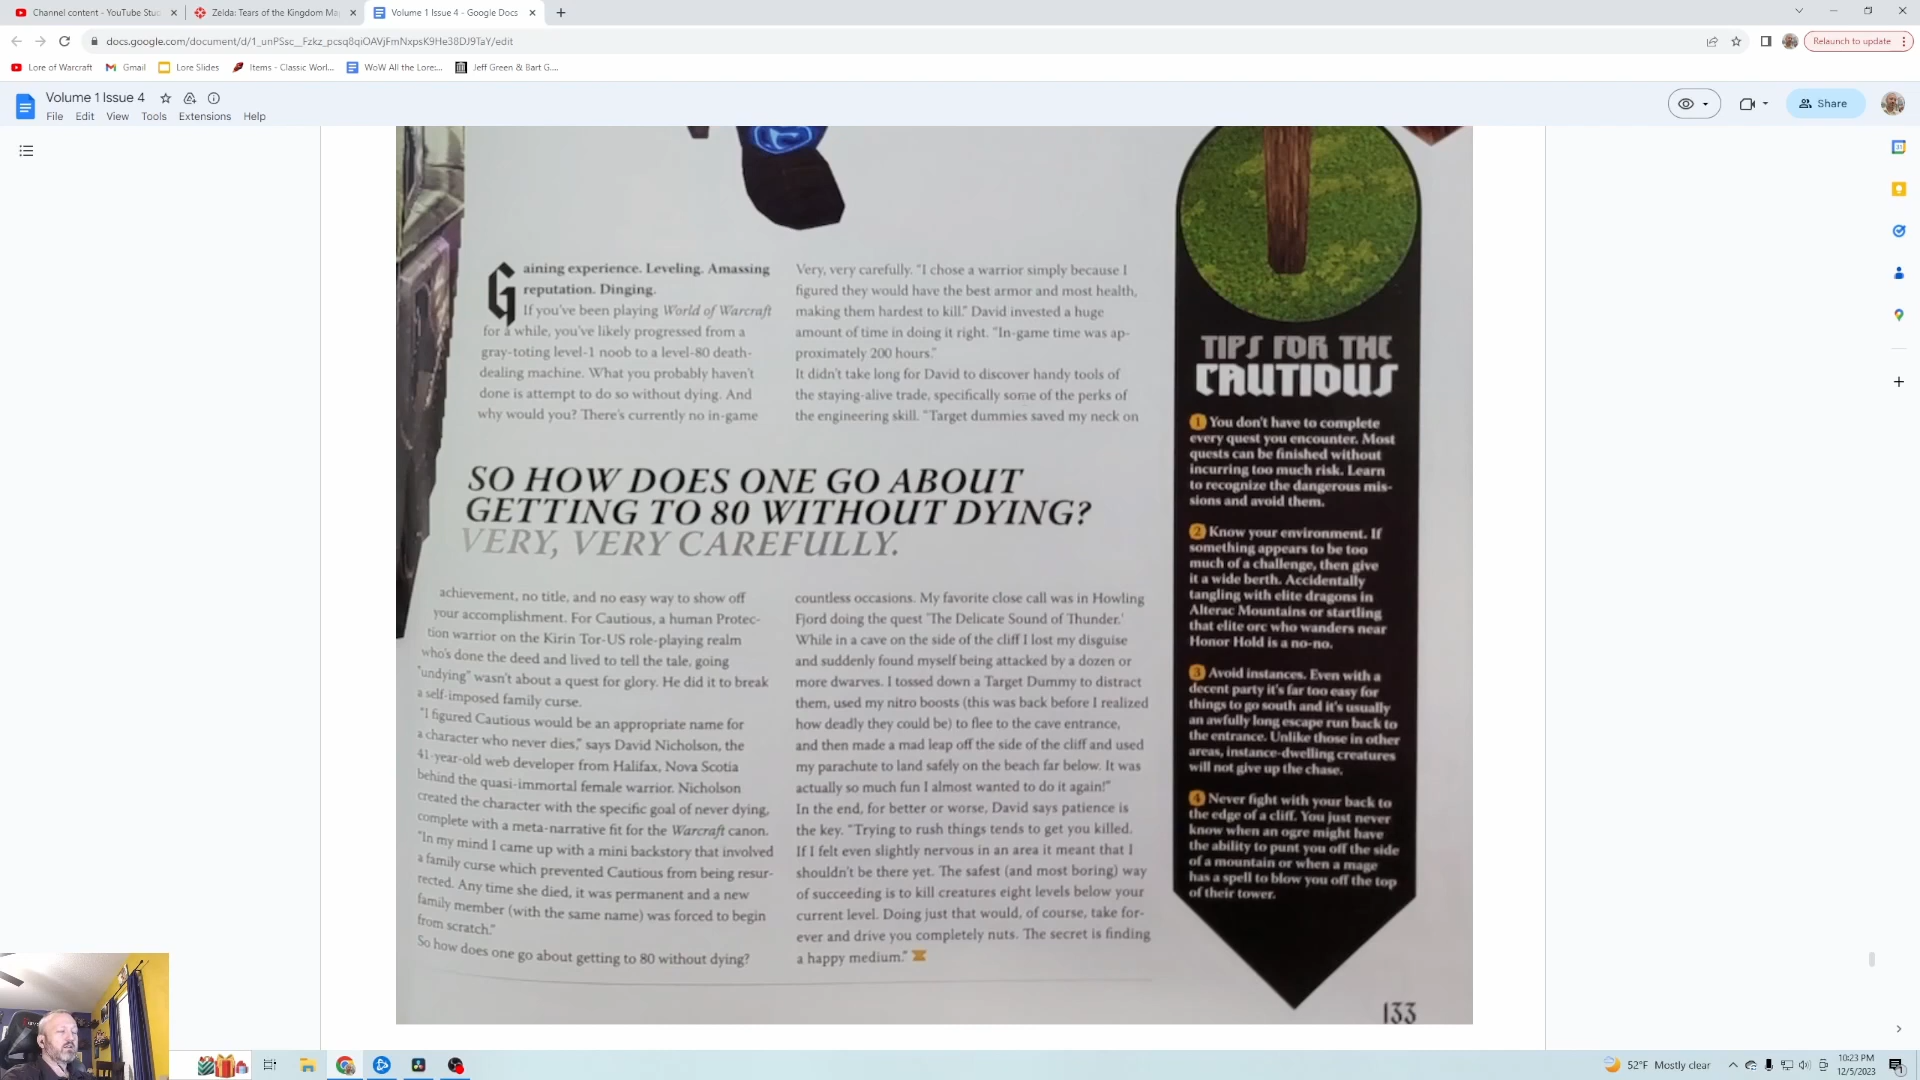 Channel content - YouTube Stu
Zelda: Tears of the Kingdom Ma
Volume 1 Issue 4 - Google Docs
docs.google.com/document/d/1_unPSsc__Fzkz_pcsq8qiOAVjFmNxpsK9He38DJ9TaY/edit
Relaunch to update
Lore of Warcraft
Gmail
Lore Slides
Items - Classic Worl...
WoW All the Lore:...
Jeff Green & Bart G....
Volume 1 Issue 4
File Edit View Tools Extensions Help
Share
Gaining experience. Leveling. Amassing
reputation. Dinging.
If you've been playing World of Warcraft
for a while, you've likely progressed from a
gray-toting level-1 noob to a level-80 death-
dealing machine. What you probably haven't
done is attempt to do so without dying. And
why would you? There's currently no in-game
Very, very carefully. "I chose a warrior simply because I
figured they would have the best armor and most health,
making them hardest to kill." David invested a huge
amount of time in doing it right. "In-game time was ap-
proximately 200 hours."
It didn't take long for David to discover handy tools of
the staying-alive trade, specifically some of the perks of
the engineering skill. "Target dummies saved my neck on
SO HOW DOES ONE GO ABOUT
GETTING TO 80 WITHOUT DYING?
VERY, VERY CAREFULLY.
achievement, no title, and no easy way to show off
your accomplishment. For Cautious, a human Protec-
tion warrior on the Kirin Tor-US role-playing realm
who's done the deed and lived to tell the tale, going
"undying" wasn't about a quest for glory. He did it to break
a self-imposed family curse.
"I figured Cautious would be an appropriate name for
a character who never dies," says David Nicholson, the
41-year-old web developer from Halifax, Nova Scotia
behind the quasi-immortal female warrior. Nicholson
created the character with the specific goal of never dying,
complete with a meta-narrative fit for the Warcraft canon.
"In my mind I came up with a mini backstory that involved
a family curse which prevented Cautious from being resur-
rected. Any time she died, it was permanent and a new
family member (with the same name) was forced to begin
from scratch."
So how does one go about getting to 80 without dying?
countless occasions. My favorite close call was in Howling
Fjord doing the quest 'The Delicate Sound of Thunder.'
While in a cave on the side of the cliff I lost my disguise
and suddenly found myself being attacked by a dozen or
more dwarves. I tossed down a Target Dummy to distract
them, used my nitro boosts (this was back before I realized
how deadly they could be) to flee to the cave entrance,
and then made a mad leap off the side of the cliff and used
my parachute to land safely on the beach far below. It was
actually so much fun I almost wanted to do it again!"
In the end, for better or worse, David says patience is
the key. "Trying to rush things tends to get you killed.
If I felt even slightly nervous in an area it meant that I
shouldn't be there yet. The safest (and most boring) way
of succeeding is to kill creatures eight levels below your
current level. Doing just that would, of course, take for-
ever and drive you completely nuts. The secret is finding
a happy medium."
TIPS FOR THE
CAUTIOUS
1 You don't have to complete
every quest you encounter. Most
quests can be finished without
incurring too much risk. Learn
to recognize the dangerous mis-
sions and avoid them.
2 Know your environment. If
something appears to be too
much of a challenge, then give
it a wide berth. Accidentally
tangling with elite dragons in
Alterac Mountains or startling
that elite orc who wanders near
Honor Hold is a no-no.
3 Avoid instances. Even with a
decent party it's far too easy for
things to go south and it's usually
an awfully long escape run back to
the entrance. Unlike those in other
areas, instance-dwelling creatures
will not give up the chase.
4 Never fight with your back to
the edge of a cliff. You just never
know when an ogre might have
the ability to punt you off the side
of a mountain or when a mage
has a spell to blow you off the top
of their tower.
133
52°F Mostly clear
10:23 PM
12/5/2023